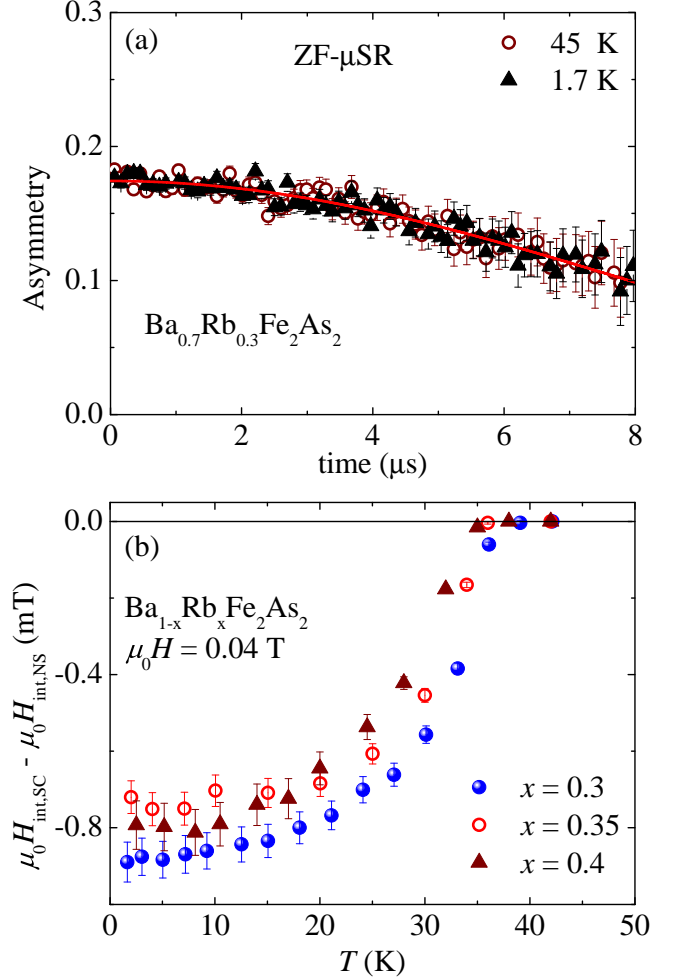 0.3
(a)
ZF-μSR
45 K
1.7 K
0.2
Asymmetry
0.1
Ba0.7Rb0.3Fe2As2
0.0
0 2 4 6 8
time (μs)
0.0
(b)
Ba1-xRbxFe2As2
μ0H = 0.04 T
-0.4
μ0Hint,SC - μ0Hint,NS (mT)
x = 0.3
-0.8
x = 0.35
x = 0.4
0 10 20 30 40 50
T (K)